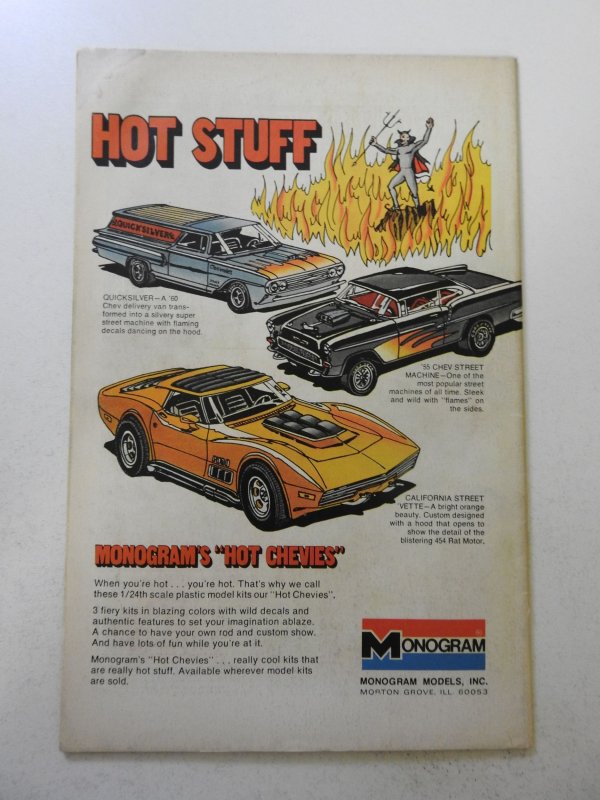 HOT STUFF
QUICKSILVER
QUICKSILVER—A '60
Chev delivery van trans-
formed into a silvery super
street machine with flaming
decals dancing on the hood.
'55 CHEV STREET
MACHINE—One of the
most popular street
machines of all time. Sleek
and wild with "flames" on
the sides.
CALIFORNIA STREET
'VETTE—A bright orange
beauty. Custom designed
with a hood that opens to
show the detail of the
blistering 454 Rat Motor.
MONOGRAM'S "HOT CHEVIES"
When you're hot . . . you're hot. That's why we call
these 1/24th scale plastic model kits our "Hot Chevies".
3 fiery kits in blazing colors with wild decals and
authentic features to set your imagination ablaze.
A chance to have your own rod and custom show.
And have lots of fun while you're at it.
Monogram's "Hot Chevies" . . . really cool kits that
are really hot stuff. Available wherever model kits
are sold.
MONOGRAM
MONOGRAM MODELS, INC.
MORTON GROVE, ILL. 60053